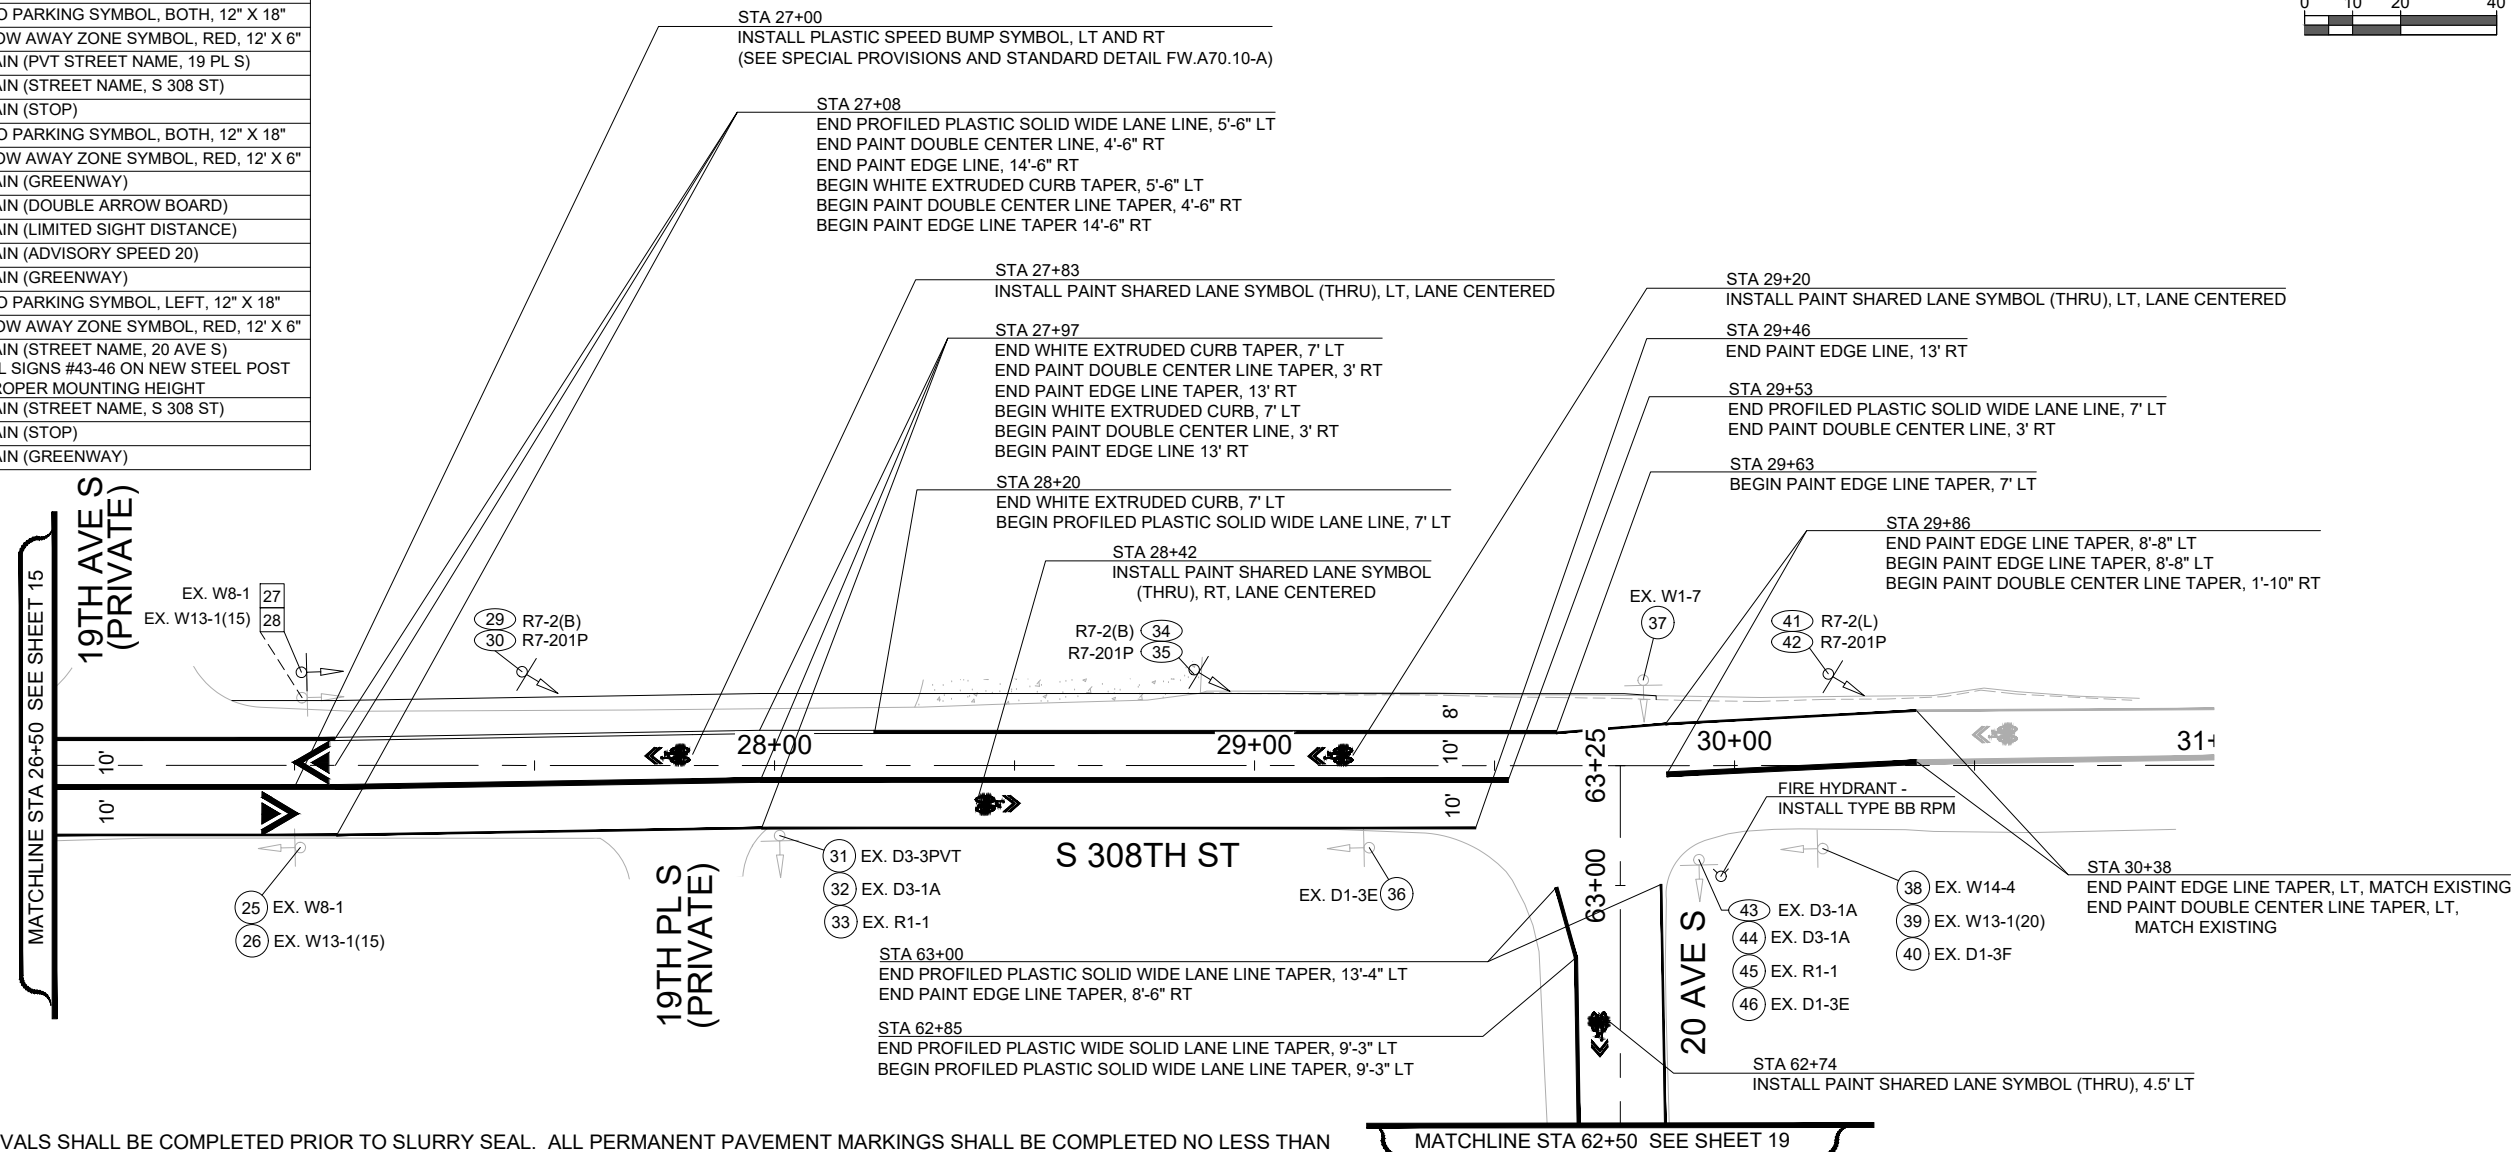 O PARKING SYMBOL, BOTH, 12" X 18"
OW AWAY ZONE SYMBOL, RED, 12' X 6"
AIN (PVT STREET NAME, 19 PL S)
AIN (STREET NAME, S 308 ST)
AIN (STOP)
O PARKING SYMBOL, BOTH, 12" X 18"
OW AWAY ZONE SYMBOL, RED, 12' X 6"
AIN (GREENWAY)
AIN (DOUBLE ARROW BOARD)
AIN (LIMITED SIGHT DISTANCE)
AIN (ADVISORY SPEED 20)
AIN (GREENWAY)
O PARKING SYMBOL, LEFT, 12" X 18"
OW AWAY ZONE SYMBOL, RED, 12' X 6"
AIN (STREET NAME, 20 AVE S)
L SIGNS #43-46 ON NEW STEEL POST
ROPER MOUNTING HEIGHT
AIN (STREET NAME, S 308 ST)
AIN (STOP)
AIN (GREENWAY)
0 10 20 40
STA 27+00
INSTALL PLASTIC SPEED BUMP SYMBOL, LT AND RT
(SEE SPECIAL PROVISIONS AND STANDARD DETAIL FW.A70.10-A)
STA 27+08
END PROFILED PLASTIC SOLID WIDE LANE LINE, 5'-6" LT
END PAINT DOUBLE CENTER LINE, 4'-6" RT
END PAINT EDGE LINE, 14'-6" RT
BEGIN WHITE EXTRUDED CURB TAPER, 5'-6" LT
BEGIN PAINT DOUBLE CENTER LINE TAPER, 4'-6" RT
BEGIN PAINT EDGE LINE TAPER 14'-6" RT
STA 27+83
INSTALL PAINT SHARED LANE SYMBOL (THRU), LT, LANE CENTERED
STA 27+97
END WHITE EXTRUDED CURB TAPER, 7' LT
END PAINT DOUBLE CENTER LINE TAPER, 3' RT
END PAINT EDGE LINE TAPER, 13' RT
BEGIN WHITE EXTRUDED CURB, 7' LT
BEGIN PAINT DOUBLE CENTER LINE, 3' RT
BEGIN PAINT EDGE LINE 13' RT
STA 28+20
END WHITE EXTRUDED CURB, 7' LT
BEGIN PROFILED PLASTIC SOLID WIDE LANE LINE, 7' LT
STA 28+42
INSTALL PAINT SHARED LANE SYMBOL
(THRU), RT, LANE CENTERED
STA 29+20
INSTALL PAINT SHARED LANE SYMBOL (THRU), LT, LANE CENTERED
STA 29+46
END PAINT EDGE LINE, 13' RT
STA 29+53
END PROFILED PLASTIC SOLID WIDE LANE LINE, 7' LT
END PAINT DOUBLE CENTER LINE, 3' RT
STA 29+63
BEGIN PAINT EDGE LINE TAPER, 7' LT
STA 29+86
END PAINT EDGE LINE TAPER, 8'-8" LT
BEGIN PAINT EDGE LINE TAPER, 8'-8" LT
BEGIN PAINT DOUBLE CENTER LINE TAPER, 1'-10" RT
MATCHLINE STA 26+50 SEE SHEET 15
19TH AVE S
(PRIVATE)
EX. W8-1 27
EX. W13-1(15) 28
29 R7-2(B)
30 R7-201P
R7-2(B) 34
R7-201P 35
EX. W1-7
37
41 R7-2(L)
42 R7-201P
10'
10'
28+00
29+00
8'
10'
10'
63+25
30+00
31+
63+00
FIRE HYDRANT -
INSTALL TYPE BB RPM
25 EX. W8-1
26 EX. W13-1(15)
19TH PL S
(PRIVATE)
31 EX. D3-3PVT
32 EX. D3-1A
33 EX. R1-1
S 308TH ST
EX. D1-3E 36
20 AVE S
43 EX. D3-1A
44 EX. D3-1A
45 EX. R1-1
46 EX. D1-3E
38 EX. W14-4
39 EX. W13-1(20)
40 EX. D1-3F
STA 30+38
END PAINT EDGE LINE TAPER, LT, MATCH EXISTING
END PAINT DOUBLE CENTER LINE TAPER, LT,
MATCH EXISTING
STA 63+00
END PROFILED PLASTIC SOLID WIDE LANE LINE TAPER, 13'-4" LT
END PAINT EDGE LINE TAPER, 8'-6" RT
STA 62+85
END PROFILED PLASTIC WIDE SOLID LANE LINE TAPER, 9'-3" LT
BEGIN PROFILED PLASTIC SOLID WIDE LANE LINE TAPER, 9'-3" LT
STA 62+74
INSTALL PAINT SHARED LANE SYMBOL (THRU), 4.5' LT
VALS SHALL BE COMPLETED PRIOR TO SLURRY SEAL. ALL PERMANENT PAVEMENT MARKINGS SHALL BE COMPLETED NO LESS THAN
MATCHLINE STA 62+50 SEE SHEET 19